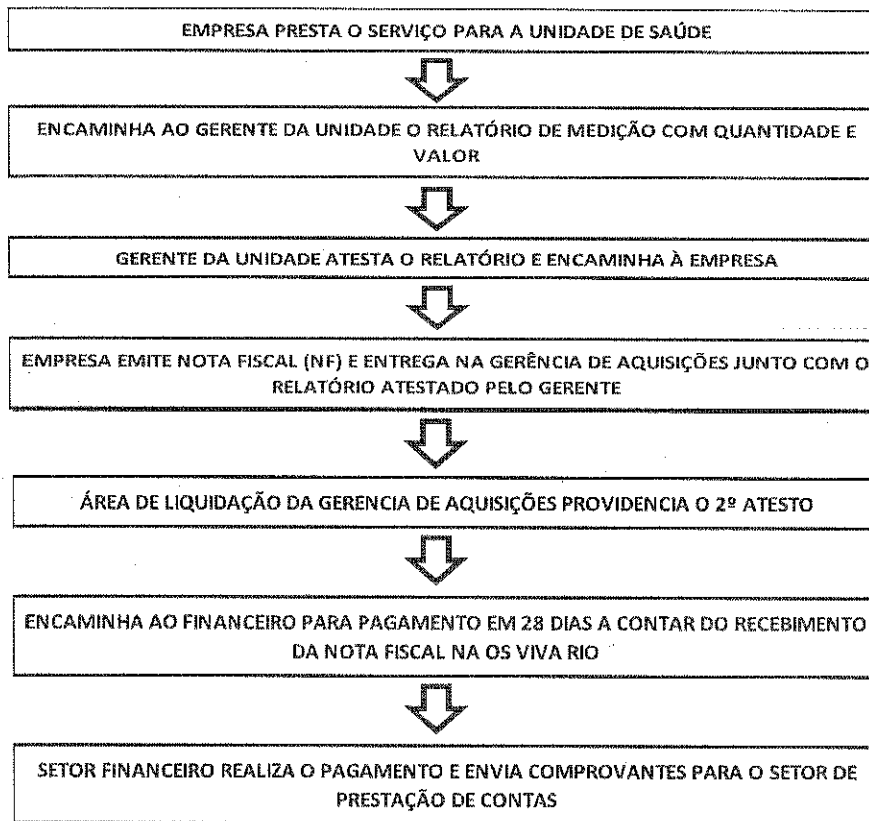 EMPRESA PRESTA O SERVIÇO PARA A UNIDADE DE SAÚDE
ENCAMINHA AO GERENTE DA UNIDADE O RELATÓRIO DE MEDIÇÃO COM QUANTIDADE E
VALOR
GERENTE DA UNIDADE ATESTA O RELATÓRIO E ENCAMINHA À EMPRESA
EMPRESA EMITE NOTA FISCAL (NF) E ENTREGA NA GERÊNCIA DE AQUISIÇÕES JUNTO COM O
RELATÓRIO ATESTADO PELO GERENTE
ÁREA DE LIQUIDAÇÃO DA GERENCIA DE AQUISIÇÕES PROVIDENCIA O 2º ATESTO
ENCAMINHA AO FINANCEIRO PARA PAGAMENTO EM 28 DIAS A CONTAR DO RECEBIMENTO
DA NOTA FISCAL NA OS VIVA RIO
SETOR FINANCEIRO REALIZA O PAGAMENTO E ENVIA COMPROVANTES PARA O SETOR DE
PRESTAÇÃO DE CONTAS